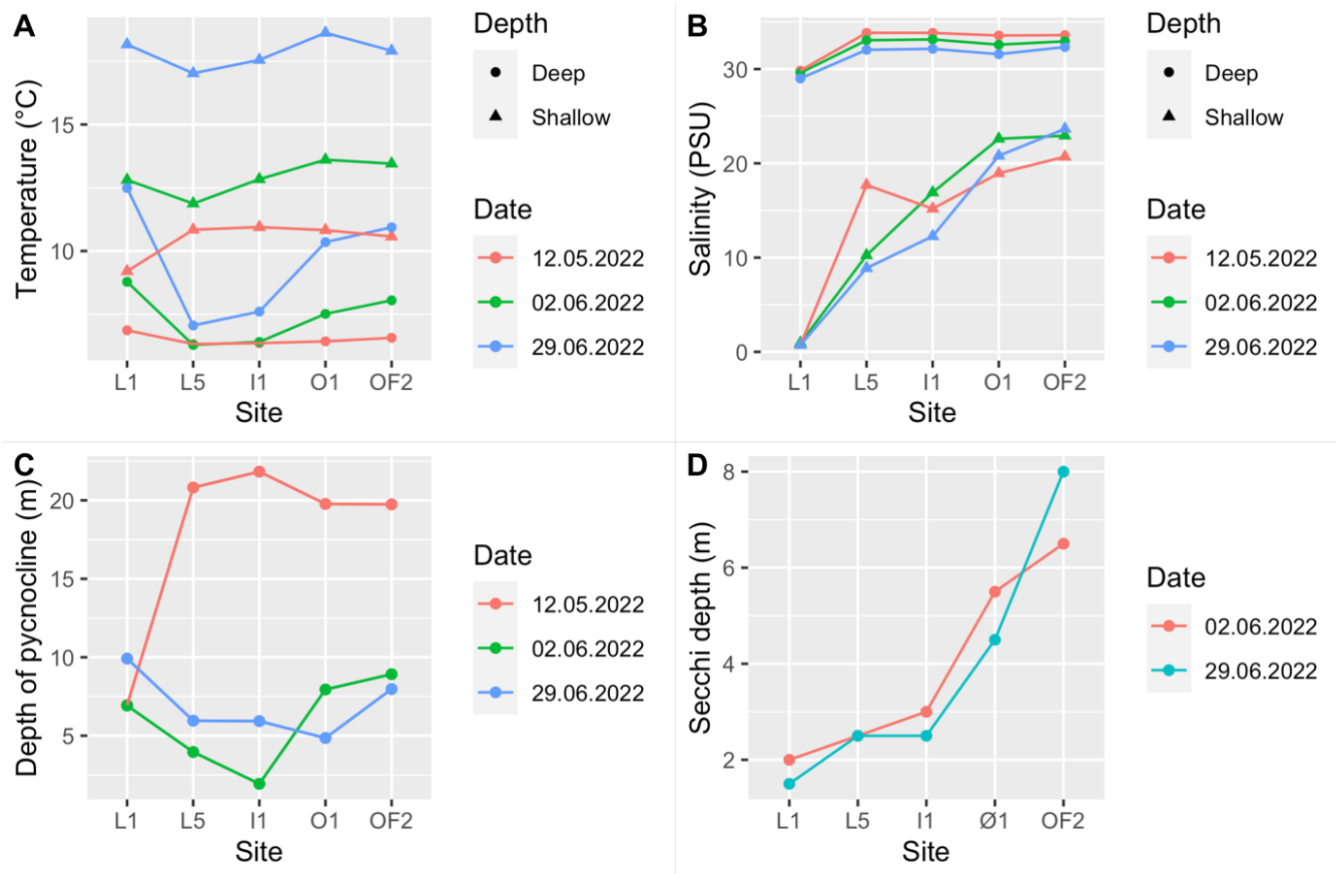 A
Temperature (°C)
15
10
L1 L5 I1 O1 OF2
Site
Depth
Deep
Shallow
Date
12.05.2022
02.06.2022
29.06.2022
B
Salinity (PSU)
30
20
10
0
L1 L5 I1 O1 OF2
Site
Depth
Deep
Shallow
Date
12.05.2022
02.06.2022
29.06.2022
C
Depth of pycnocline (m)
20
15
10
5
L1 L5 I1 O1 OF2
Site
Date
12.05.2022
02.06.2022
29.06.2022
D
Secchi depth (m)
8
6
4
2
L1 L5 I1 Ø1 OF2
Site
Date
02.06.2022
29.06.2022